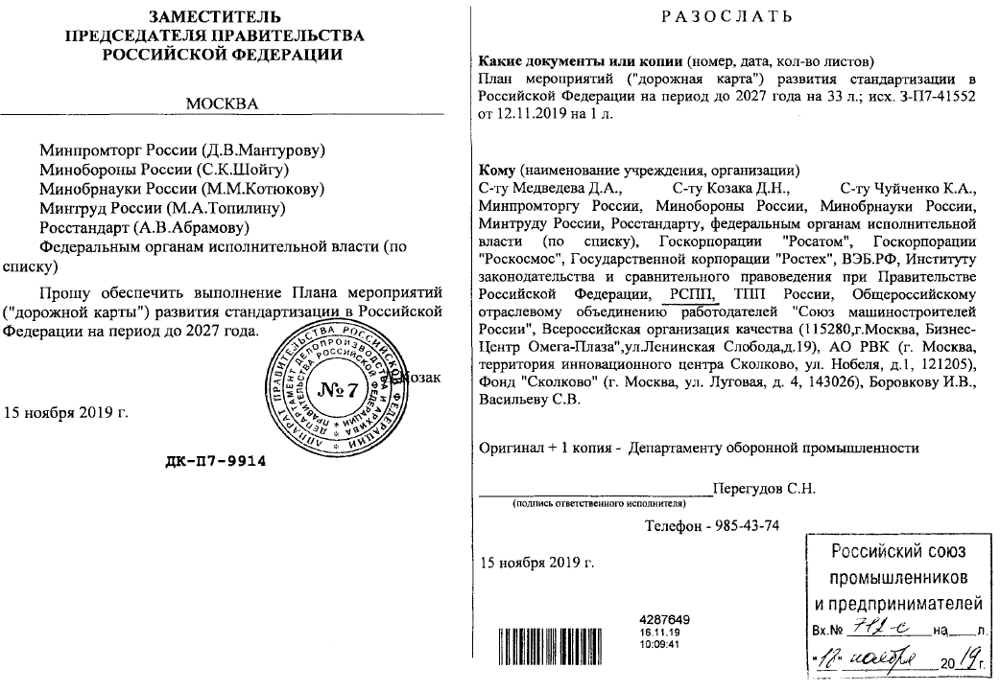 ЗАМЕСТИТЕЛЬ
ПРЕДСЕДАТЕЛЯ ПРАВИТЕЛЬСТВА
РОССИЙСКОЙ ФЕДЕРАЦИИ
МОСКВА
Минпромторг России (Д.В.Мантурову)
Минобороны России (С.К.Шойгу)
Минобрнауки России (М.М.Котюкову)
Минтруд России (М.А.Топилину)
Росстандарт (А.В.Абрамову)
Федеральным органам исполнительной власти (по
списку)
Прошу обеспечить выполнение Плана мероприятий
("дорожной карты") развития стандартизации в Российской
Федерации на период до 2027 года.
АППАРАТ ПРАВИТЕЛЬСТВА РОССИЙСКОЙ ФЕДЕРАЦИИ
ДЕПАРТАМЕНТ ДЕЛОПРОИЗВОДСТВА И АРХИВА
ПРАВИТЕЛЬСТВА РОССИЙСКОЙ ФЕДЕРАЦИИ
№7
Козак
15 ноября 2019 г.
ДК-П7-9914
РАЗОСЛАТЬ
Какие документы или копии (номер, дата, кол-во листов)
План мероприятий ("дорожная карта") развития стандартизации в
Российской Федерации на период до 2027 года на 33 л.; исх. З-П7-41552
от 12.11.2019 на 1 л.
Кому (наименование учреждения, организации)
С-ту Медведева Д.А., С-ту Козака Д.Н., С-ту Чуйченко К.А.,
Минпромторгу России, Минобороны России, Минобрнауки России,
Минтруду России, Росстандарту, федеральным органам исполнительной
власти (по списку), Госкорпорации "Росатом", Госкорпорации
"Роскосмос", Государственной корпорации "Ростех", ВЭБ.РФ, Институту
законодательства и сравнительного правоведения при Правительстве
Российской Федерации, РСПП, ТПП России, Общероссийскому
отраслевому объединению работодателей "Союз машиностроителей
России", Всероссийская организация качества (115280,г.Москва, Бизнес-
Центр Омега-Плаза",ул.Ленинская Слобода,д.19), АО РВК (г. Москва,
территория инновационного центра Сколково, ул. Нобеля, д.1, 121205),
Фонд "Сколково" (г. Москва, ул. Луговая, д. 4, 143026), Боровкову И.В.,
Васильеву С.В.
Оригинал + 1 копия - Департаменту оборонной промышленности
Перегудов С.Н.
(подпись ответственного исполнителя)
Телефон - 985-43-74
15 ноября 2019 г.
4287649
16.11.19
10:09:41
Российский союз
промышленников
и предпринимателей
Вх.№ 712-с на л.
"18" ноября 2019г.